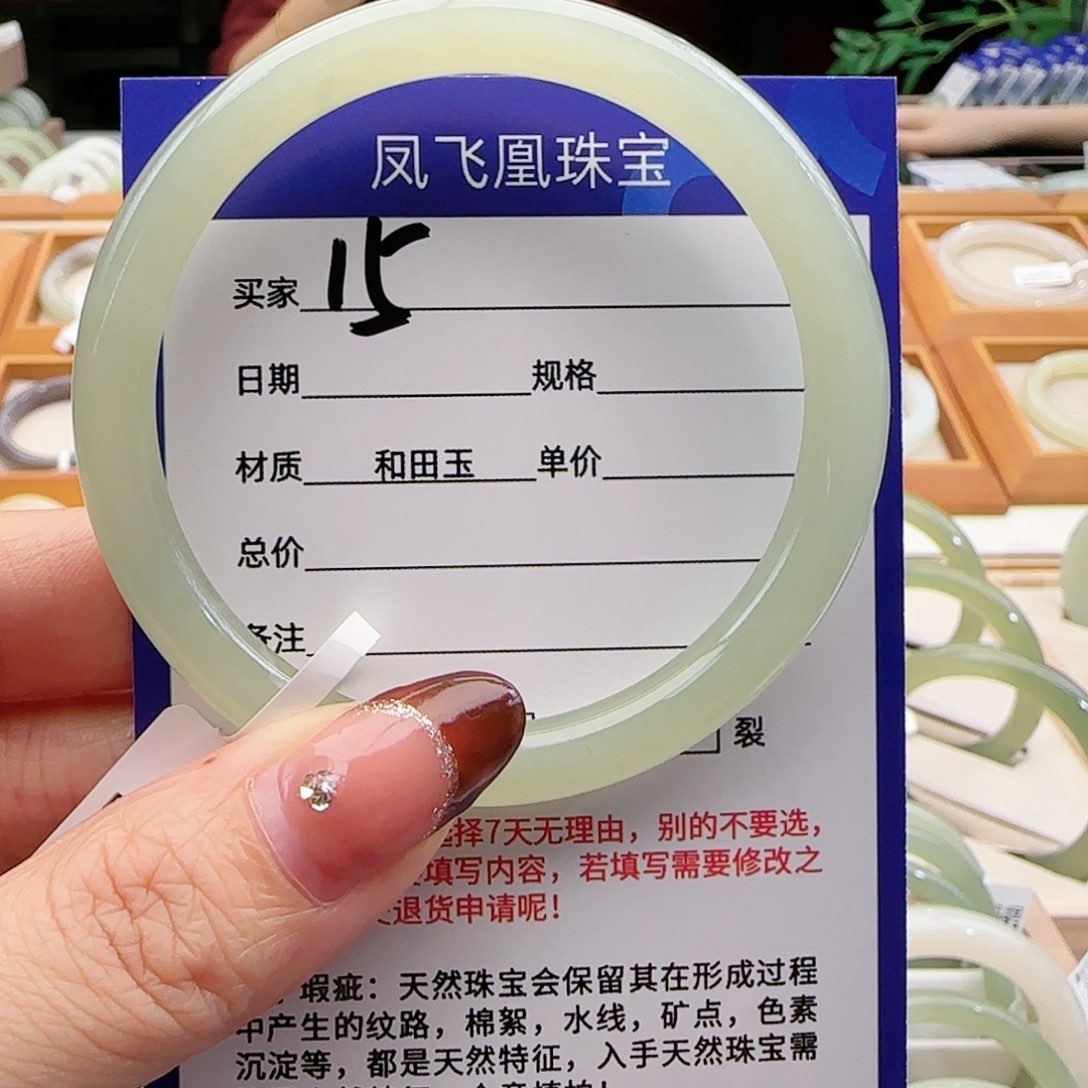 凤飞凰珠宝
买家 15
日期 规格
材质 和田玉 单价
总价
备注
裂
选择7天无理由，别的不要选，
填写内容，若填写需要修改之
退货申请呢！
瑕疵：天然珠宝会保留其在形成过程
中产生的纹路，棉絮，水线，矿点，色素
沉淀等，都是天然特征，入手天然珠宝需